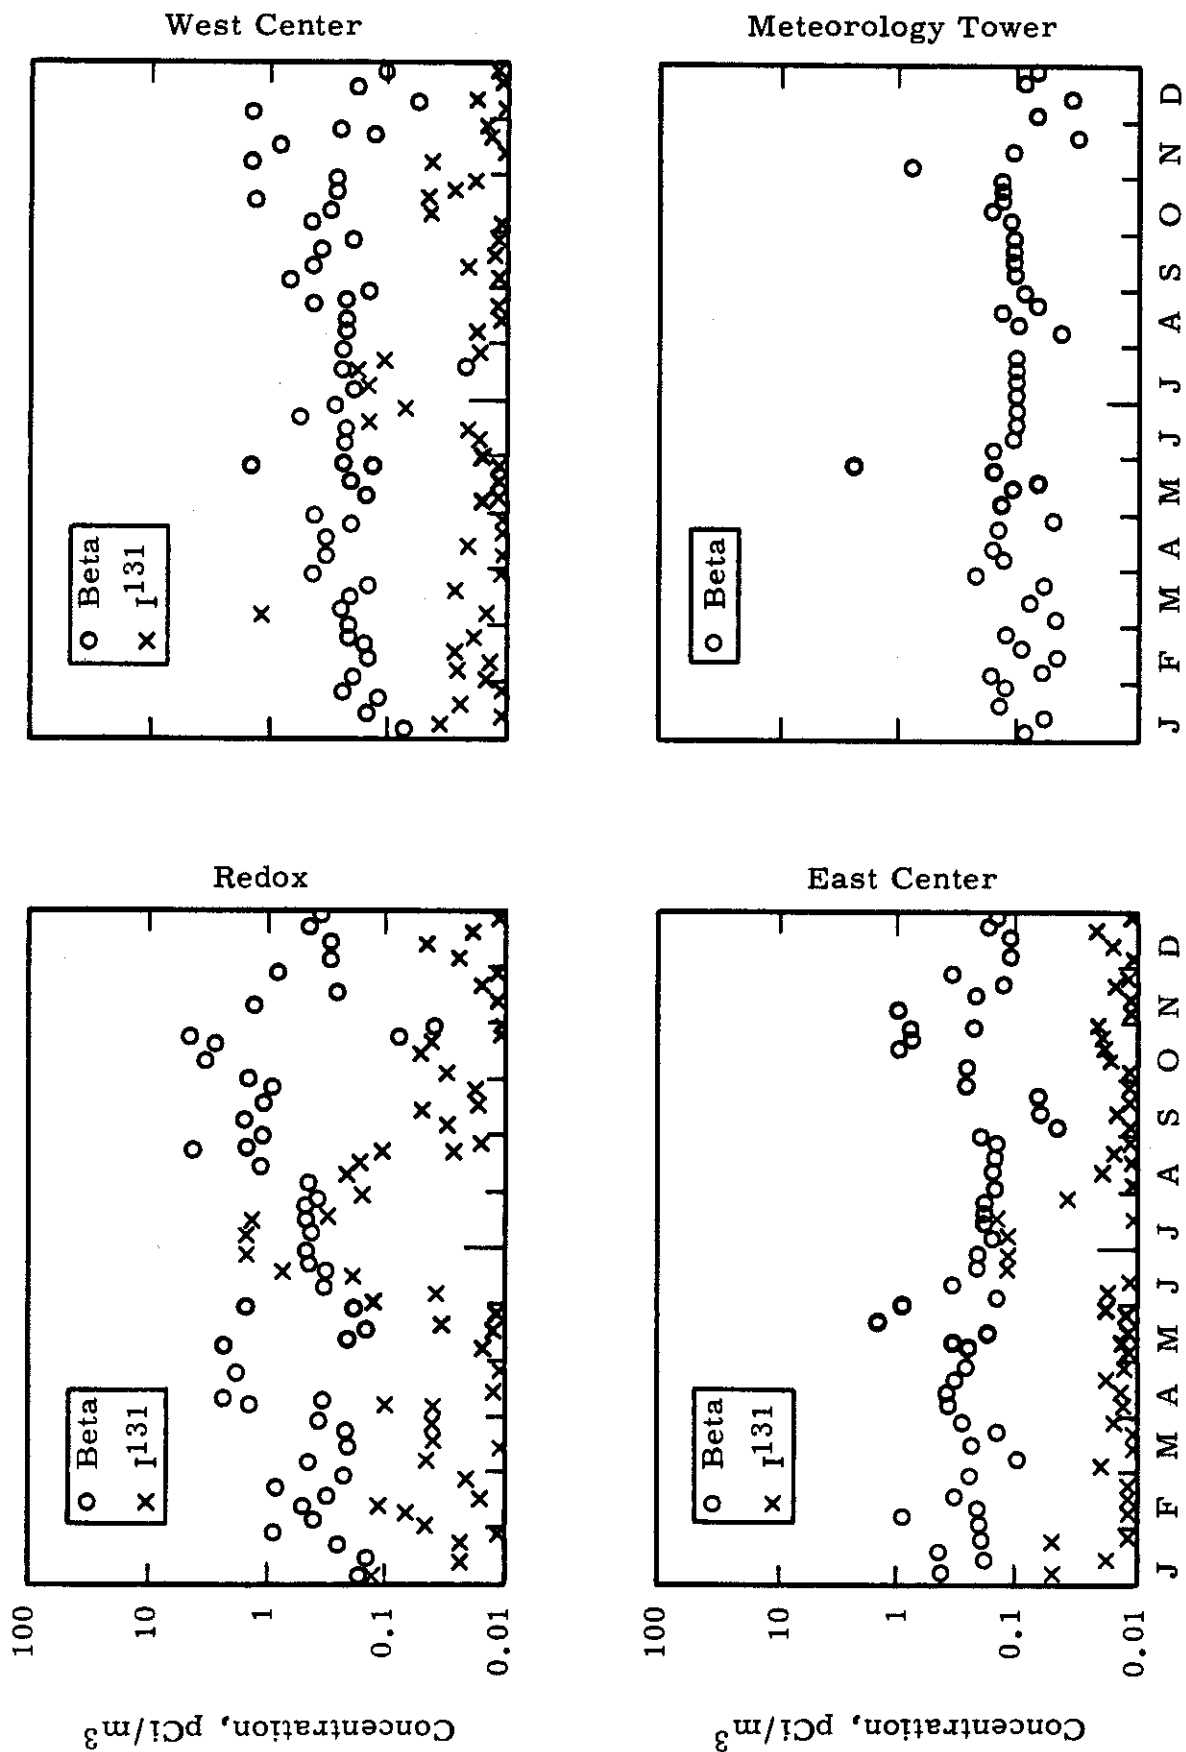 Redox
West Center
Concentration, pCi/m³
100
10
1
0.1
0.01
O Beta
× I¹³¹
O Beta
× I¹³¹
East Center
Meteorology Tower
Concentration, pCi/m³
100
10
1
0.1
0.01
O Beta
× I¹³¹
O Beta
J F M A M J J A S O N D
J F M A M J J A S O N D